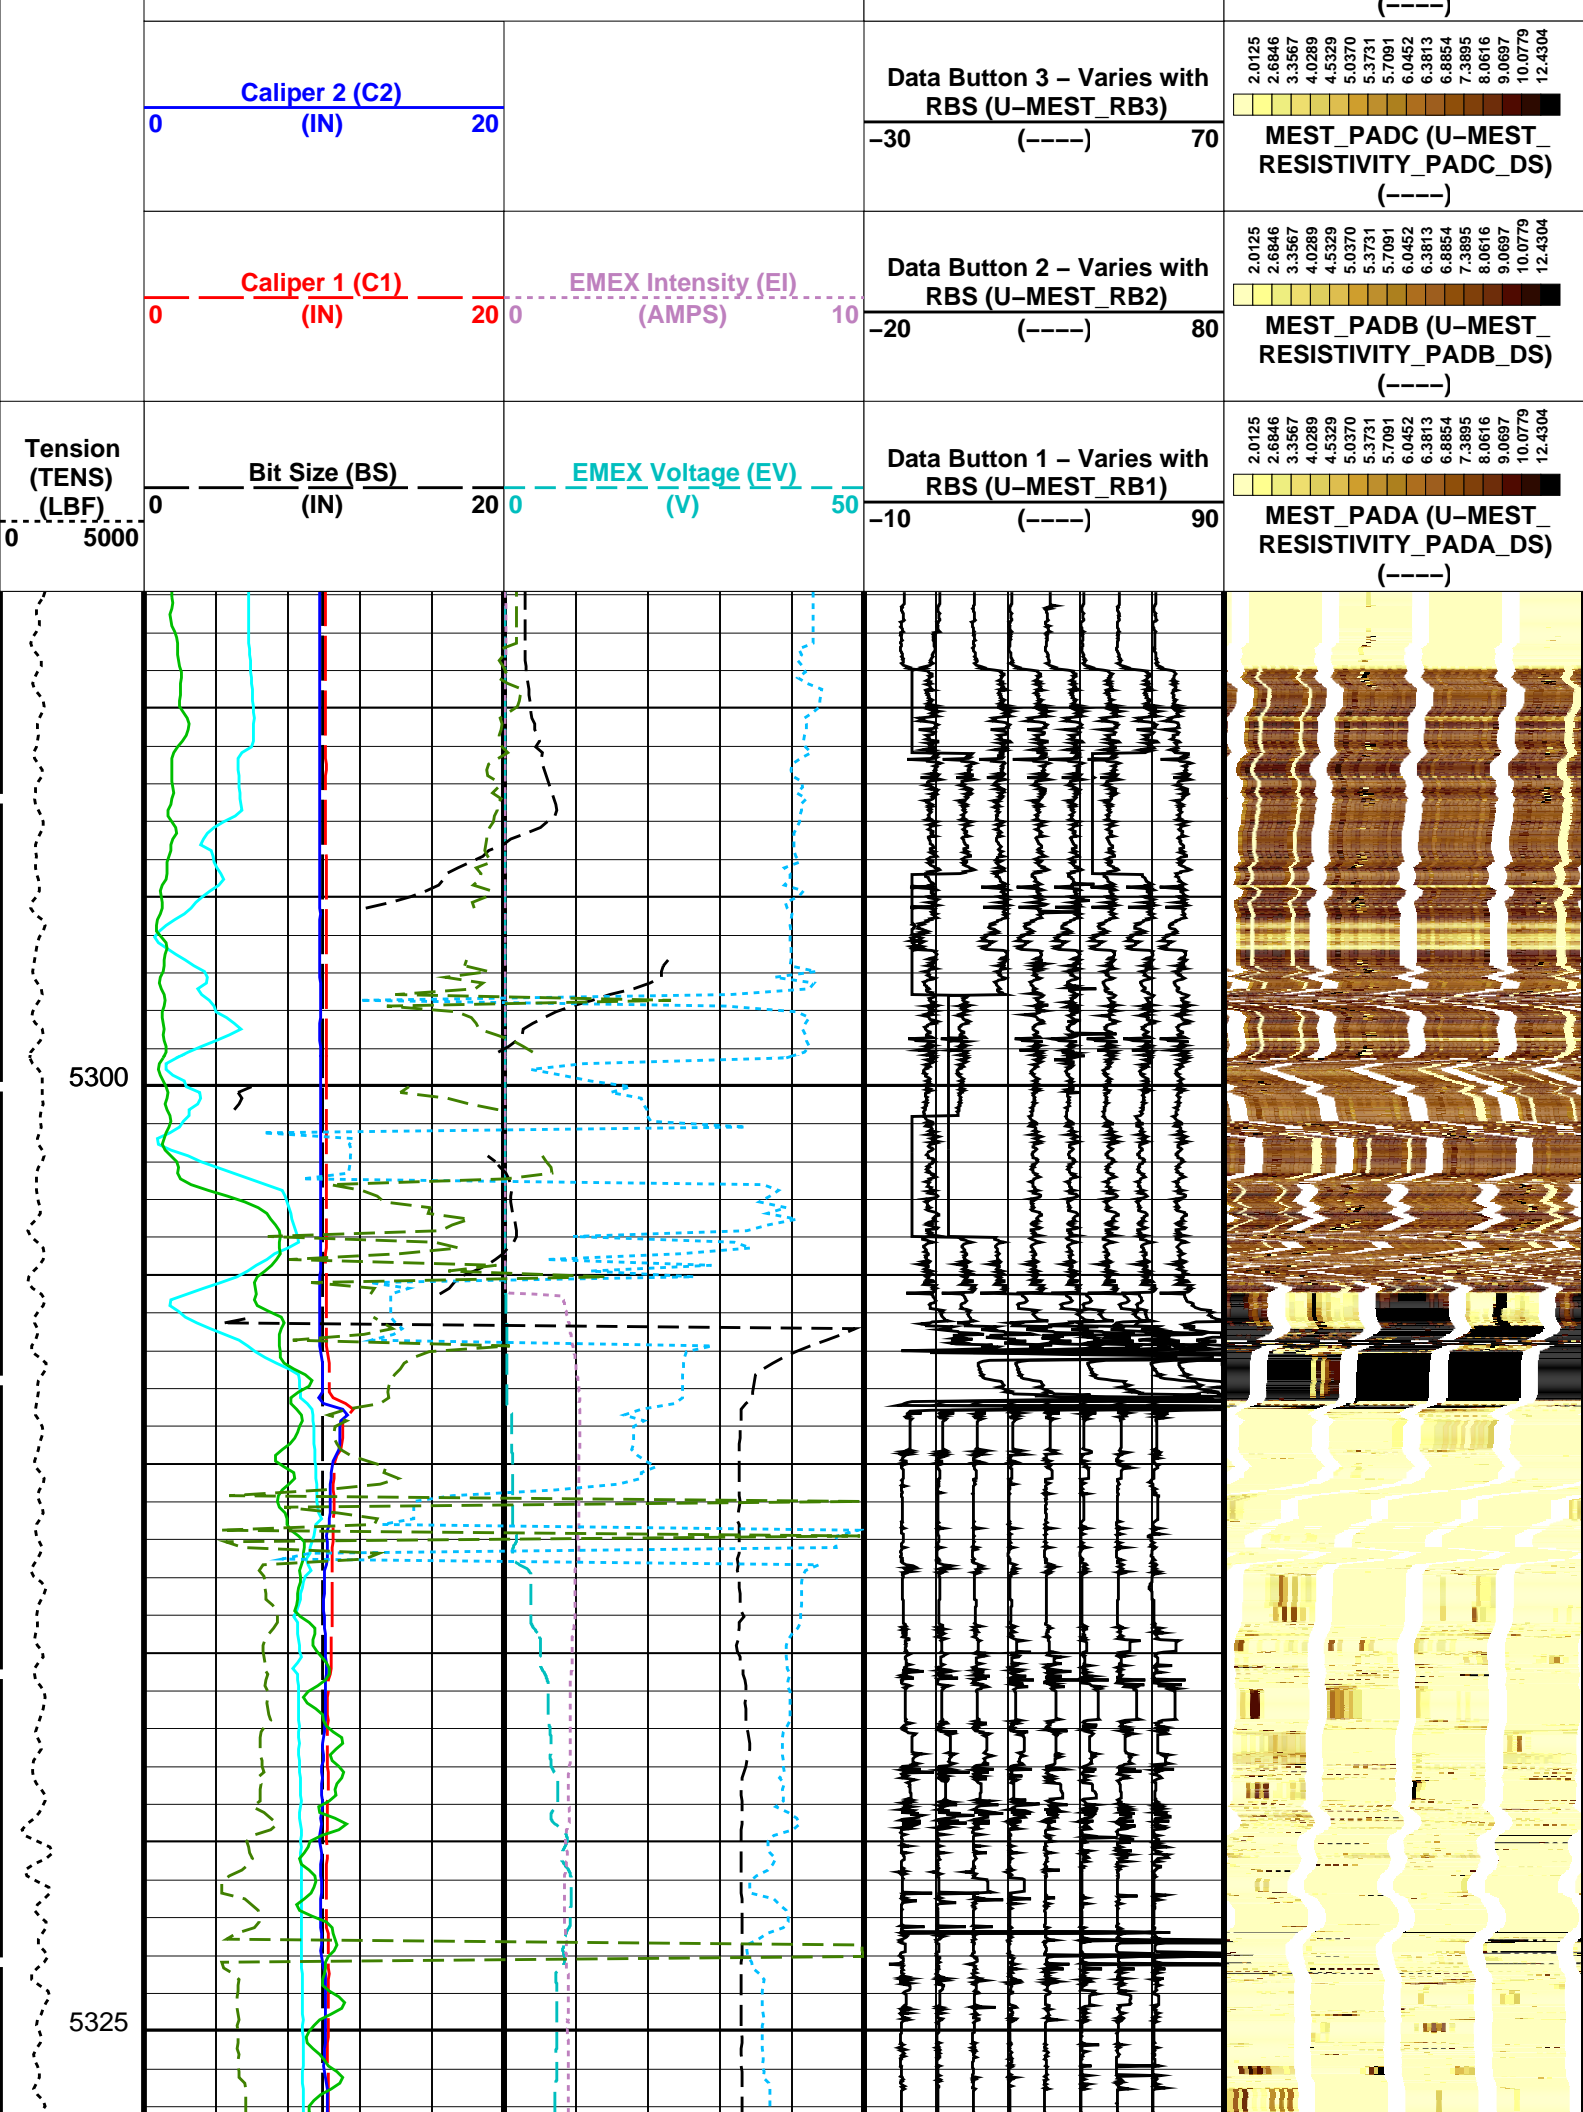 (----)
2.0125 2.6846 3.3567 4.0289 4.5329 5.0370 5.3731 5.7091 6.0452 6.3813 6.8854 7.3895 8.0616 9.0697 10.0779 12.4304
Caliper 2 (C2)
0 (IN) 20
Data Button 3 – Varies with
RBS (U–MEST_RB3)
–30 (––––) 70
MEST_PADC (U–MEST_
RESISTIVITY_PADC_DS)
(––––)
2.0125 2.6846 3.3567 4.0289 4.5329 5.0370 5.3731 5.7091 6.0452 6.3813 6.8854 7.3895 8.0616 9.0697 10.0779 12.4304
Caliper 1 (C1)
0 (IN) 20
EMEX Intensity (EI)
0 (AMPS) 10
Data Button 2 – Varies with
RBS (U–MEST_RB2)
–20 (––––) 80
MEST_PADB (U–MEST_
RESISTIVITY_PADB_DS)
(––––)
Tension
(TENS)
(LBF)
0 5000
Bit Size (BS)
0 (IN) 20
EMEX Voltage (EV)
0 (V) 50
Data Button 1 – Varies with
RBS (U–MEST_RB1)
–10 (––––) 90
2.0125 2.6846 3.3567 4.0289 4.5329 5.0370 5.3731 5.7091 6.0452 6.3813 6.8854 7.3895 8.0616 9.0697 10.0779 12.4304
MEST_PADA (U–MEST_
RESISTIVITY_PADA_DS)
(––––)
5300
5325